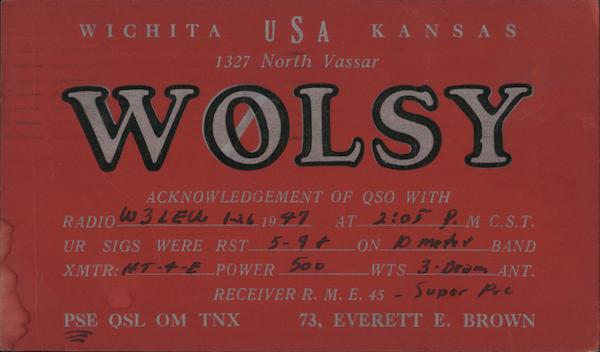 WICHITA USA KANSAS
1327 North Vassar
WØLSY
ACKNOWLEDGEMENT OF QSO WITH
RADIO W3LEW 1-26 1947 AT 2:05 P. M C.S.T.
UR SIGS WERE RST 5-9+ ON 10 meter BAND
XMTR: HT-4-E POWER 500 WTS 3-Beam ANT.
RECEIVER R. M. E. 45 - Super Pre
PSE QSL OM TNX 73, EVERETT E. BROWN